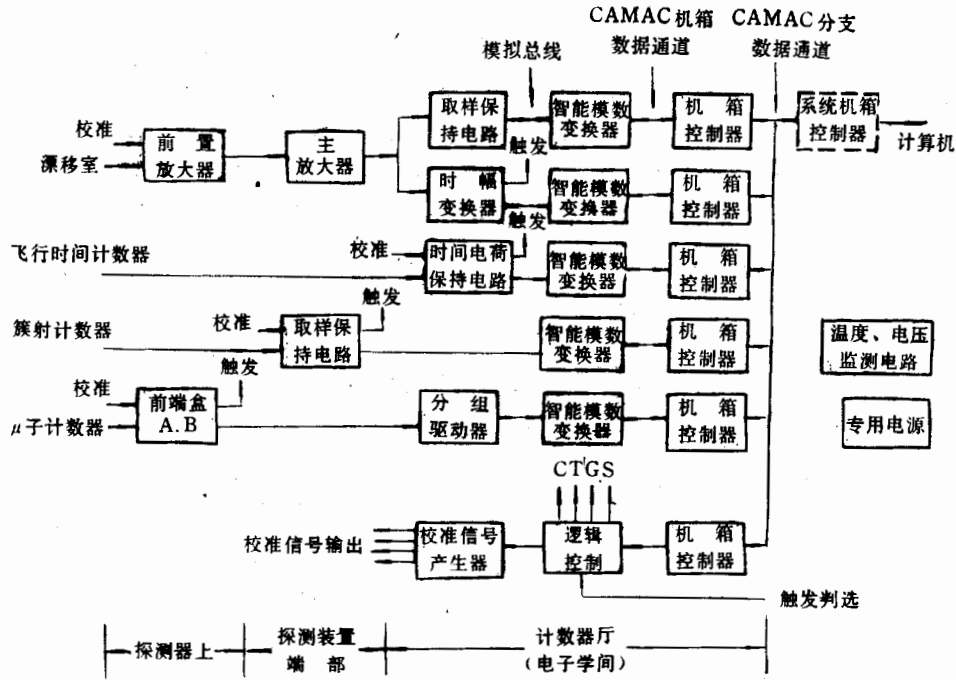 CAMAC机箱 CAMAC分支
模拟总线 数据通道 数据通道
取样保 智能模数 机箱 系统机箱
持电路 变换器 控制器 控制器
校准 前置 主 触发 计算机
漂移室 放大器 放大器
时幅 智能模数 机箱
变换器 变换器 控制器
触发
飞行时间计数器 校准 时间电荷 智能模数 机箱
保持电路 变换器 控制器
触发
簇射计数器 校准 取样保 智能模数 机箱 温度、电压
持电路 变换器 控制器 监测电路
触发
校准 前端盒 分组 智能模数 机箱 专用电源
μ子计数器 A.B 驱动器 变换器 控制器
CTGS
校准信号输出 校准信号 逻辑 机箱
产生器 控制 控制器
触发判选
探测器上 探测装置 计数器厅
端部 (电子学间)